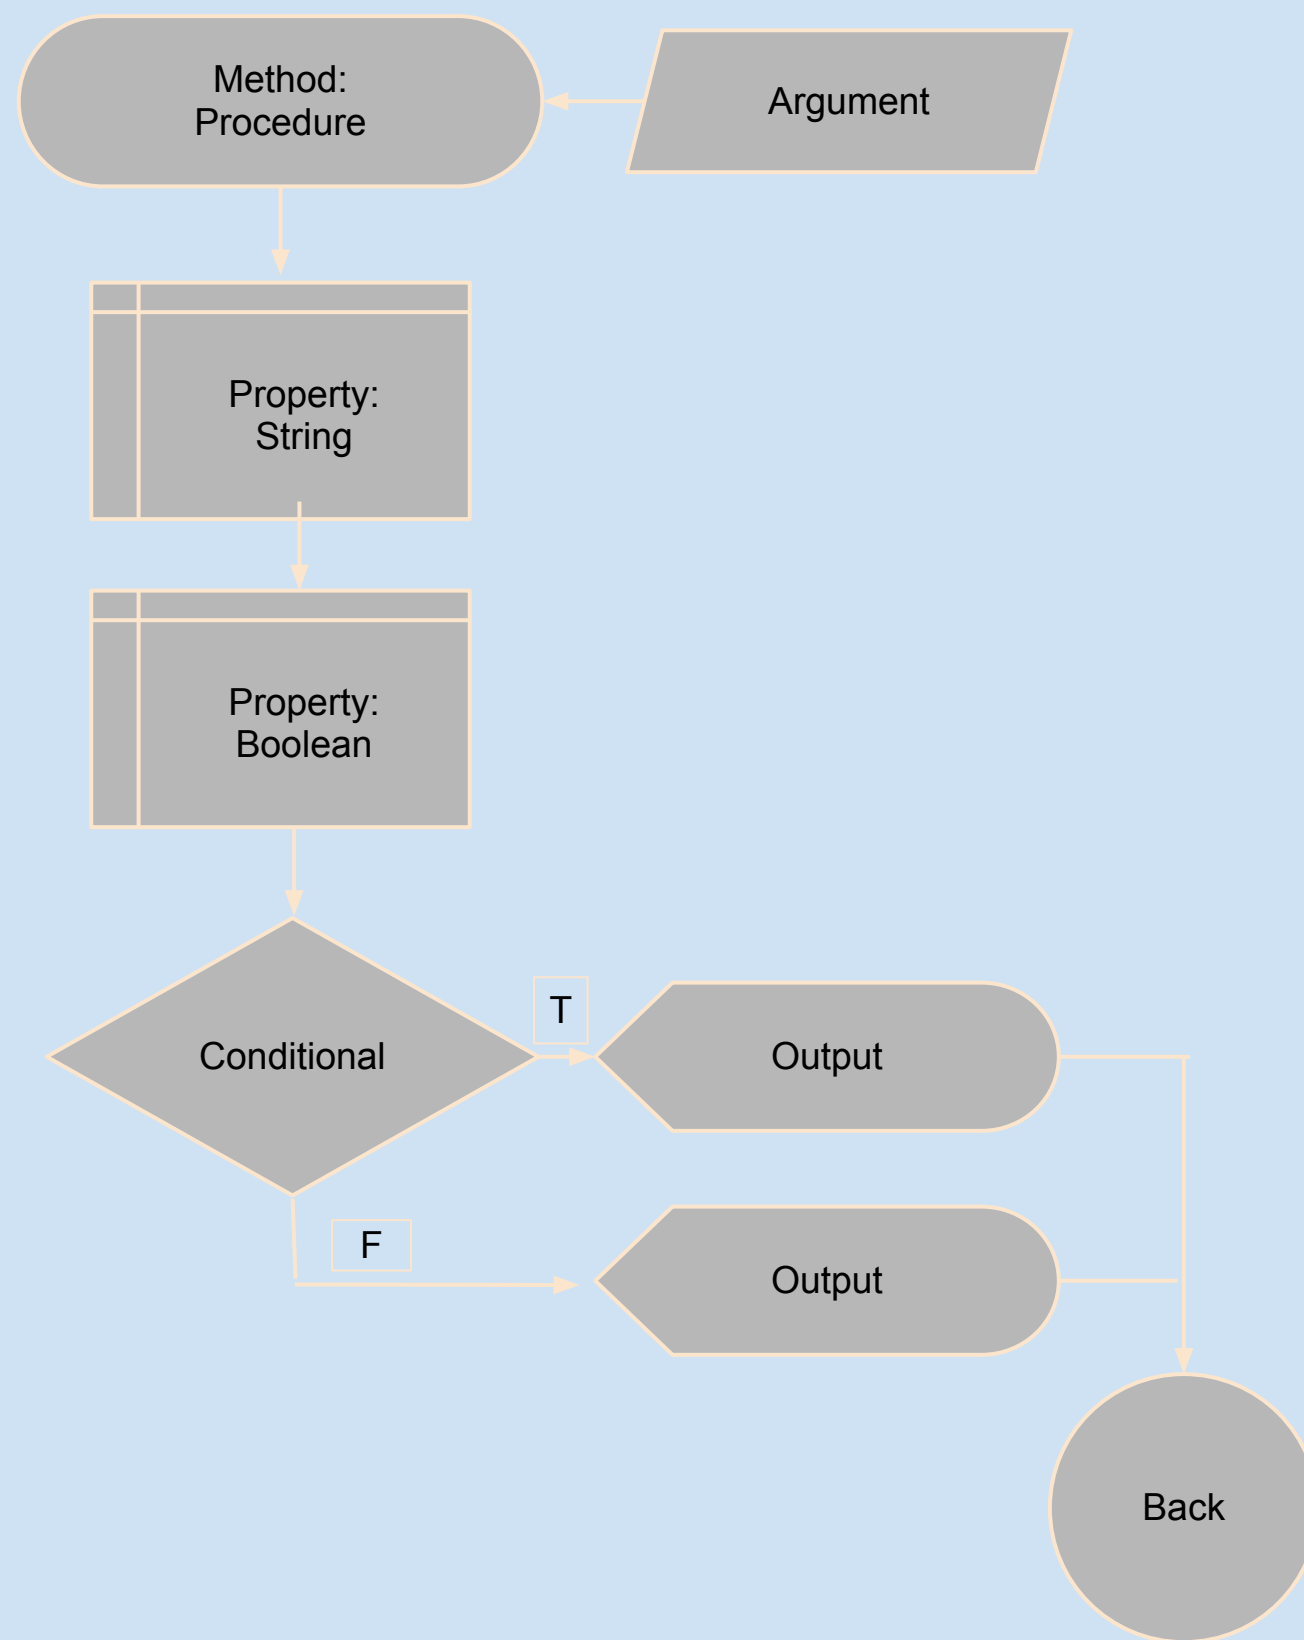 Method:
Procedure
Argument
Property:
String
Property:
Boolean
Conditional
T
Output
F
Output
Back